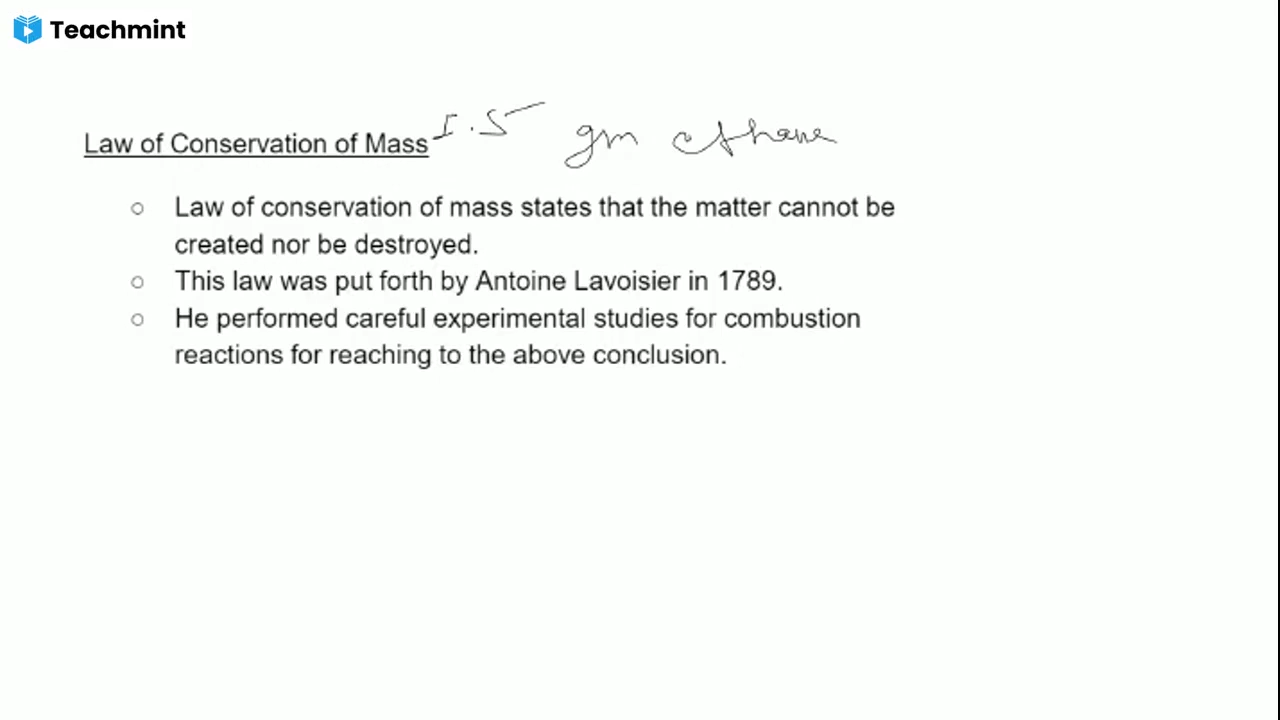 Teachmint
Law of Conservation of Mass 1.5 gm ethane
Law of conservation of mass states that the matter cannot be
created nor be destroyed.
This law was put forth by Antoine Lavoisier in 1789.
He performed careful experimental studies for combustion
reactions for reaching to the above conclusion.